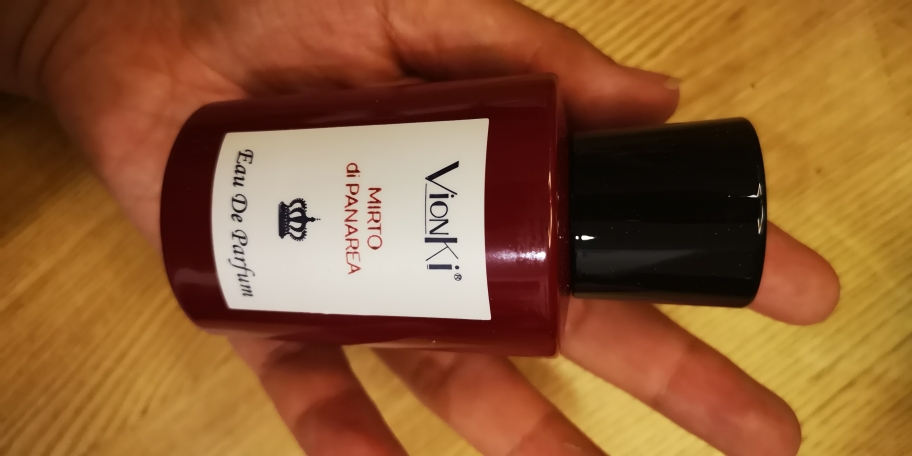 VIONKI®
MIRTO
di PANAREA
Eau De Parfum